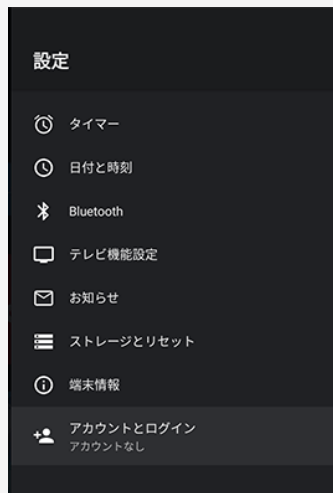 設定
タイマー
日付と時刻
Bluetooth
テレビ機能設定
お知らせ
ストレージとリセット
端末情報
アカウントとログイン
アカウントなし